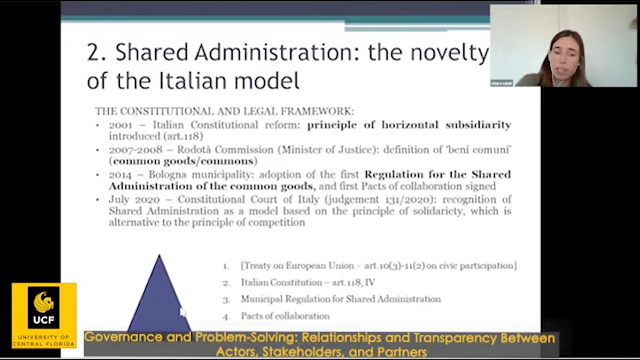 2. Shared Administration: the novelty
of the Italian model
THE CONSTITUTIONAL AND LEGAL FRAMEWORK:
• 2001 – Italian Constitutional reform: principle of horizontal subsidiarity
introduced (art.118)
• 2007-2008 – Rodotà Commission (Minister of Justice): definition of 'beni comuni'
(common goods/commons)
• 2014 – Bologna municipality: adoption of the first Regulation for the Shared
Administration of the common goods, and first Pacts of collaboration signed
• July 2020 – Constitutional Court of Italy (judgement 131/2020): recognition of
Shared Administration as a model based on the principle of solidariety, which is
alternative to the principle of competition
1. [Treaty on European Union – art.10(3)-11(2) on civic participation]
2. Italian Constitution – art.118, IV
3. Municipal Regulation for Shared Administration
4. Pacts of collaboration
UCF
UNIVERSITY OF
CENTRAL FLORIDA
Governance and Problem-Solving: Relationships and Transparency Between
Actors, Stakeholders, and Partners